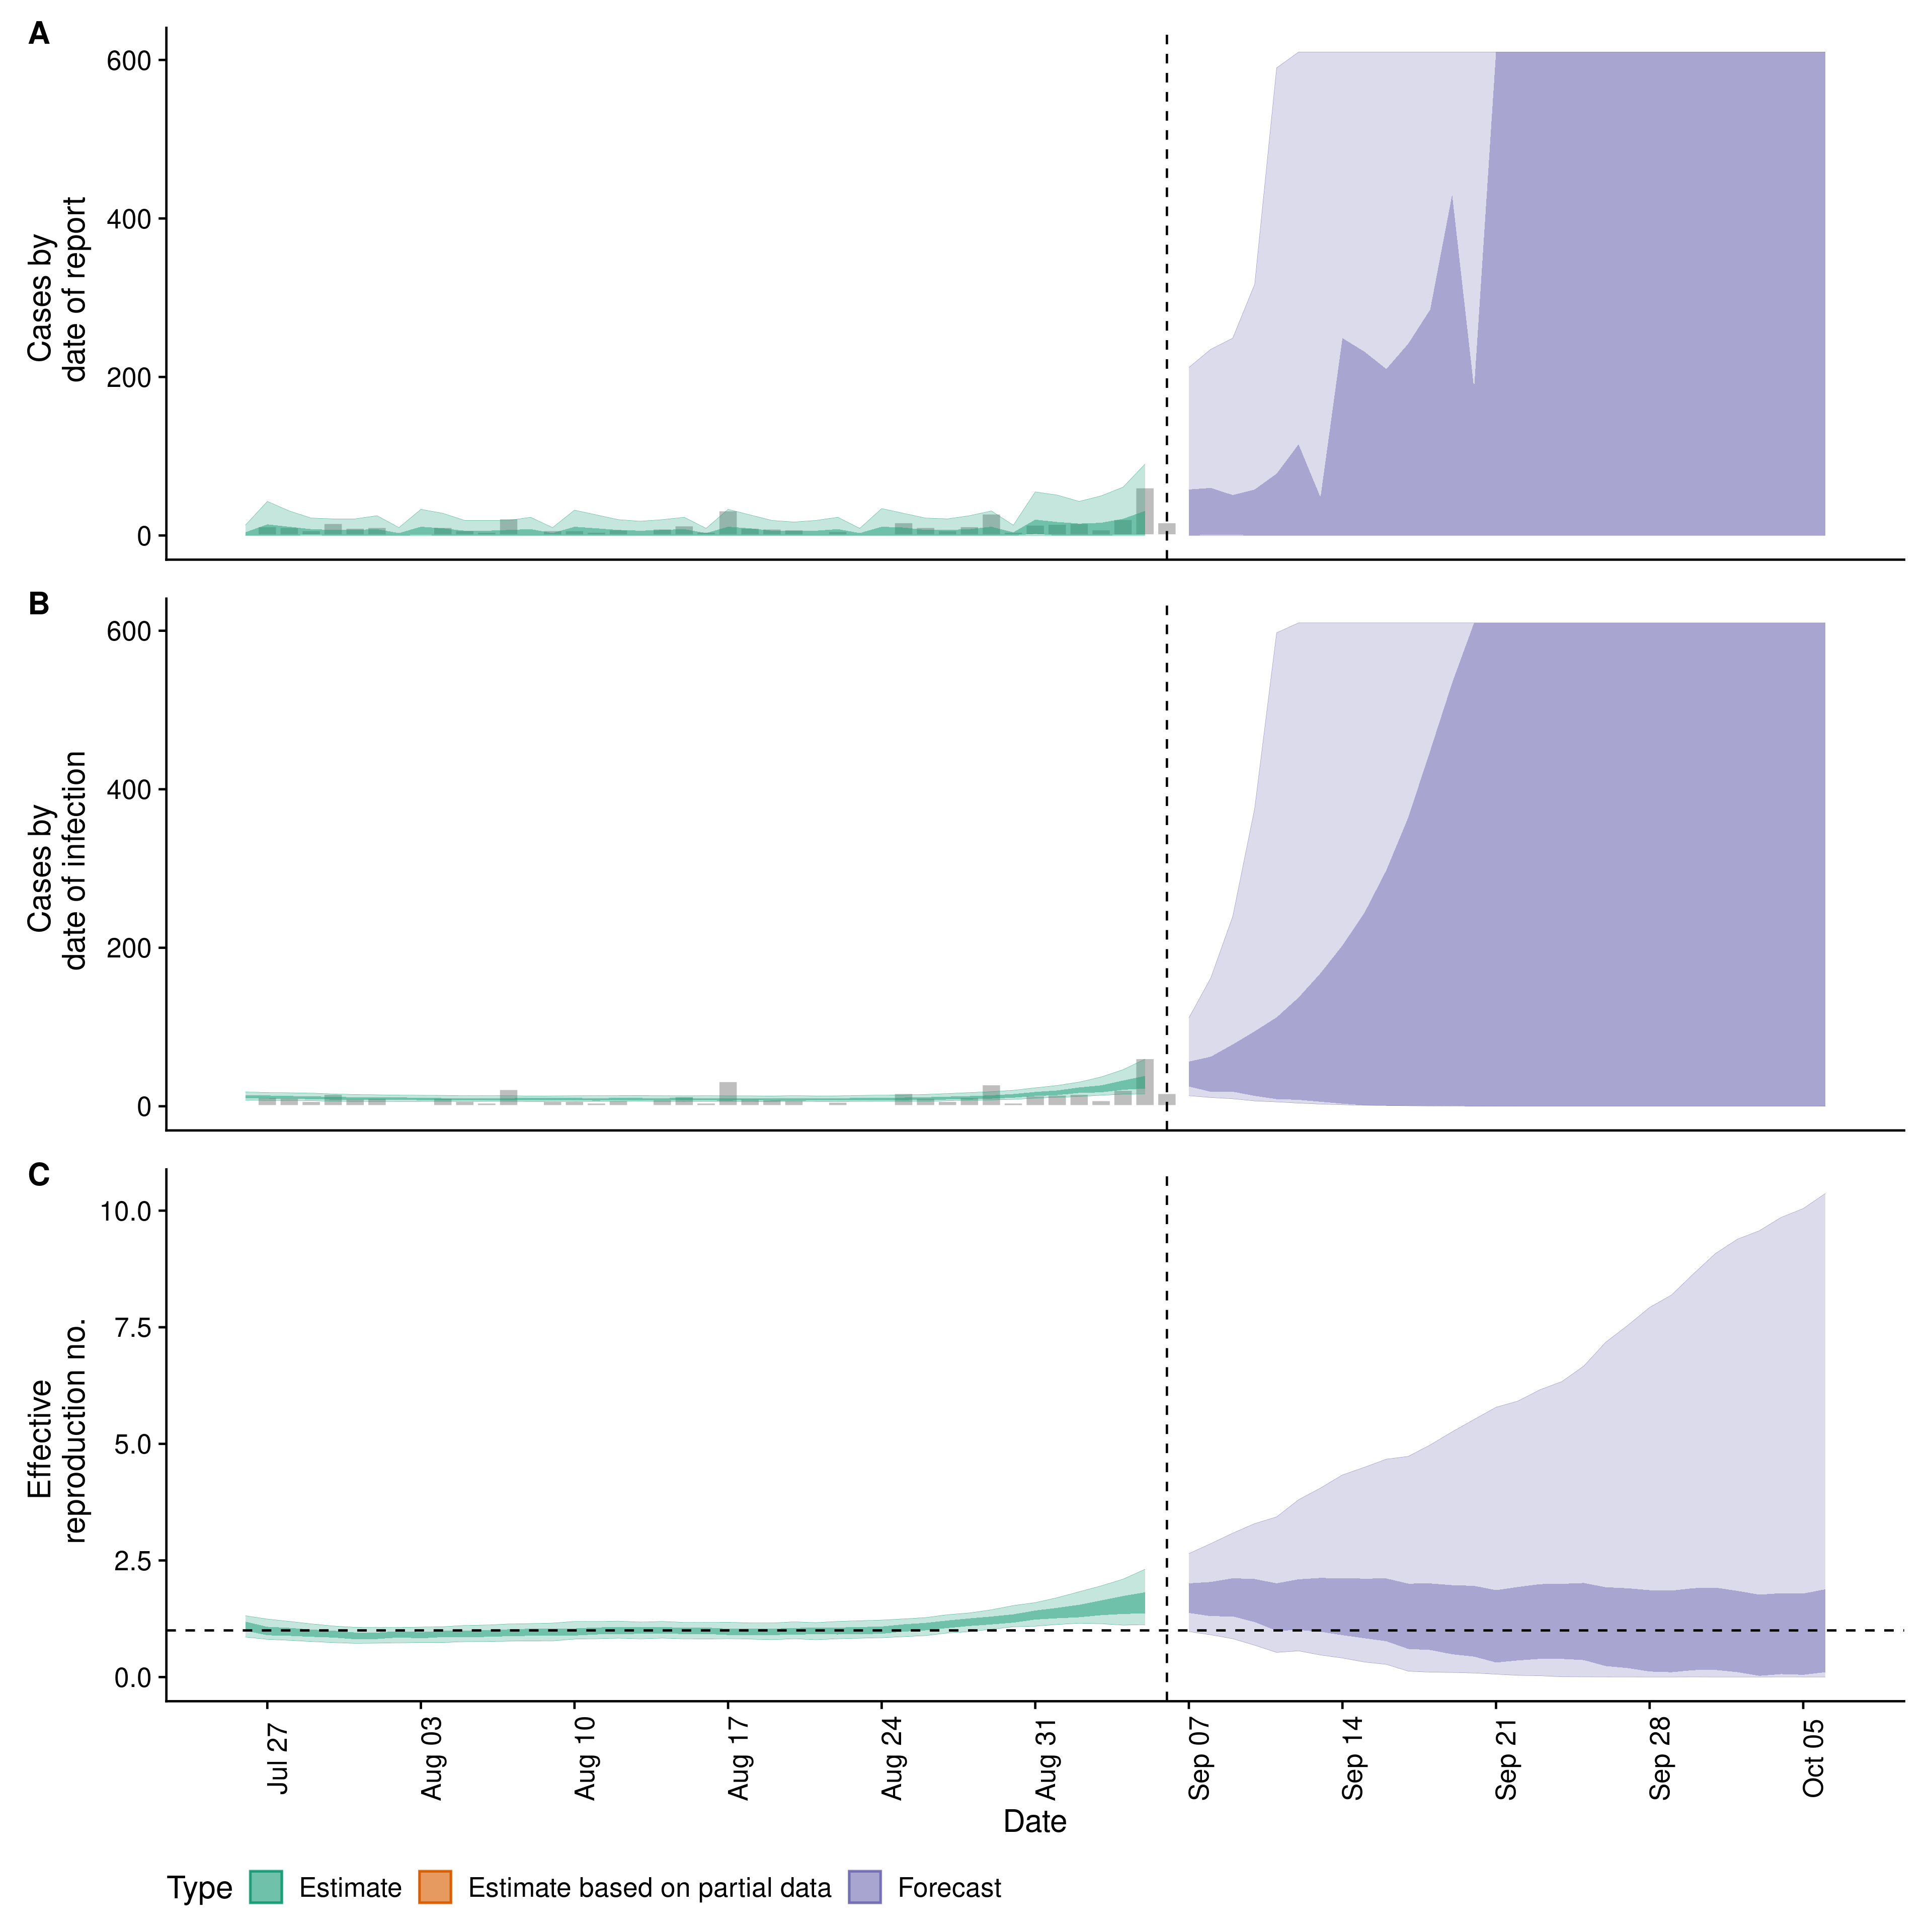 A
600
400
200
0
Cases by
date of report
B
600
400
200
0
Cases by
date of infection
C
10.0
7.5
5.0
2.5
0.0
Effective
reproduction no.
Jul 27
Aug 03
Aug 10
Aug 17
Aug 24
Aug 31
Sep 07
Sep 14
Sep 21
Sep 28
Oct 05
Date
Type Estimate Estimate based on partial data Forecast